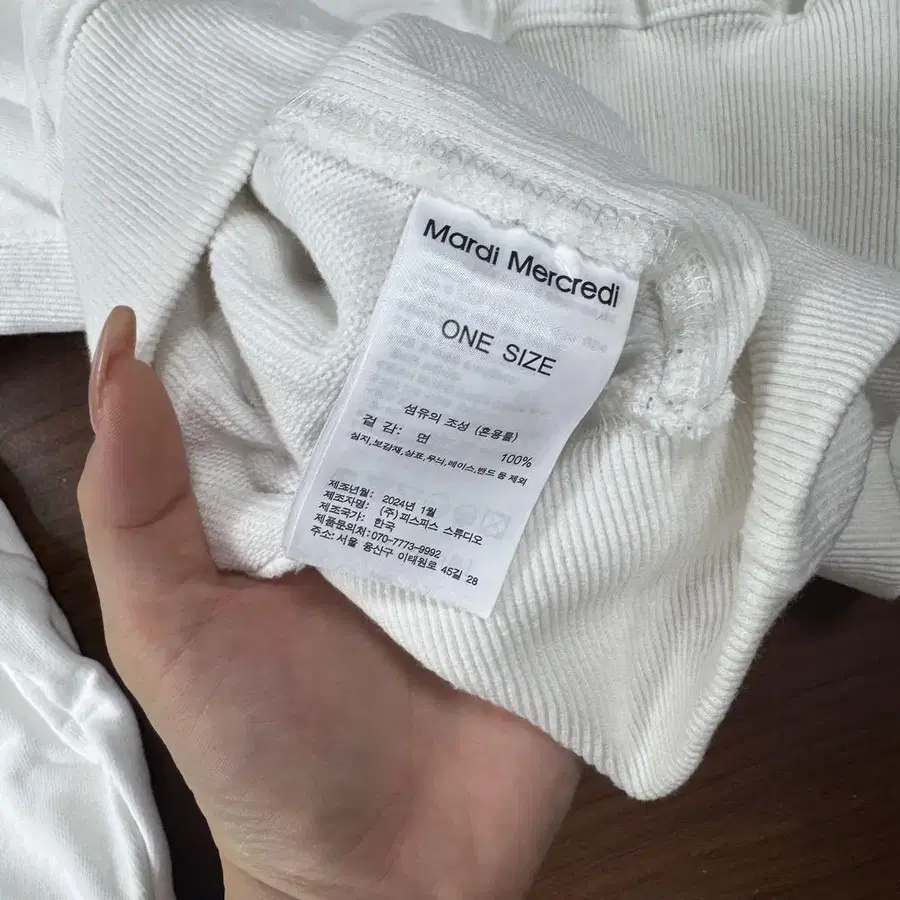 Mardi Mercredi
ONE SIZE
섬유의 조성 (혼용률)
겉 감: 면 100%
심지,보강재,상표,무늬,레이스,밴드 등 제외
제조년월: 2024년 1월
제조자명: (주)피스피스 스튜디오
제조국가: 한국
제품문의처:070-7773-9992
주소: 서울 용산구 이태원로 45길 28